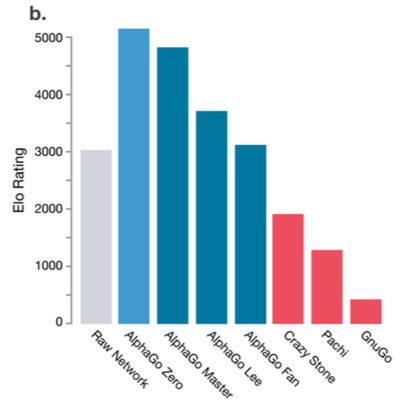 b.
5000
4000
3000
2000
1000
0
Elo Rating
Raw Network
AlphaGo Zero
AlphaGo Master
AlphaGo Lee
AlphaGo Fan
Crazy Stone
Pachi
GnuGo